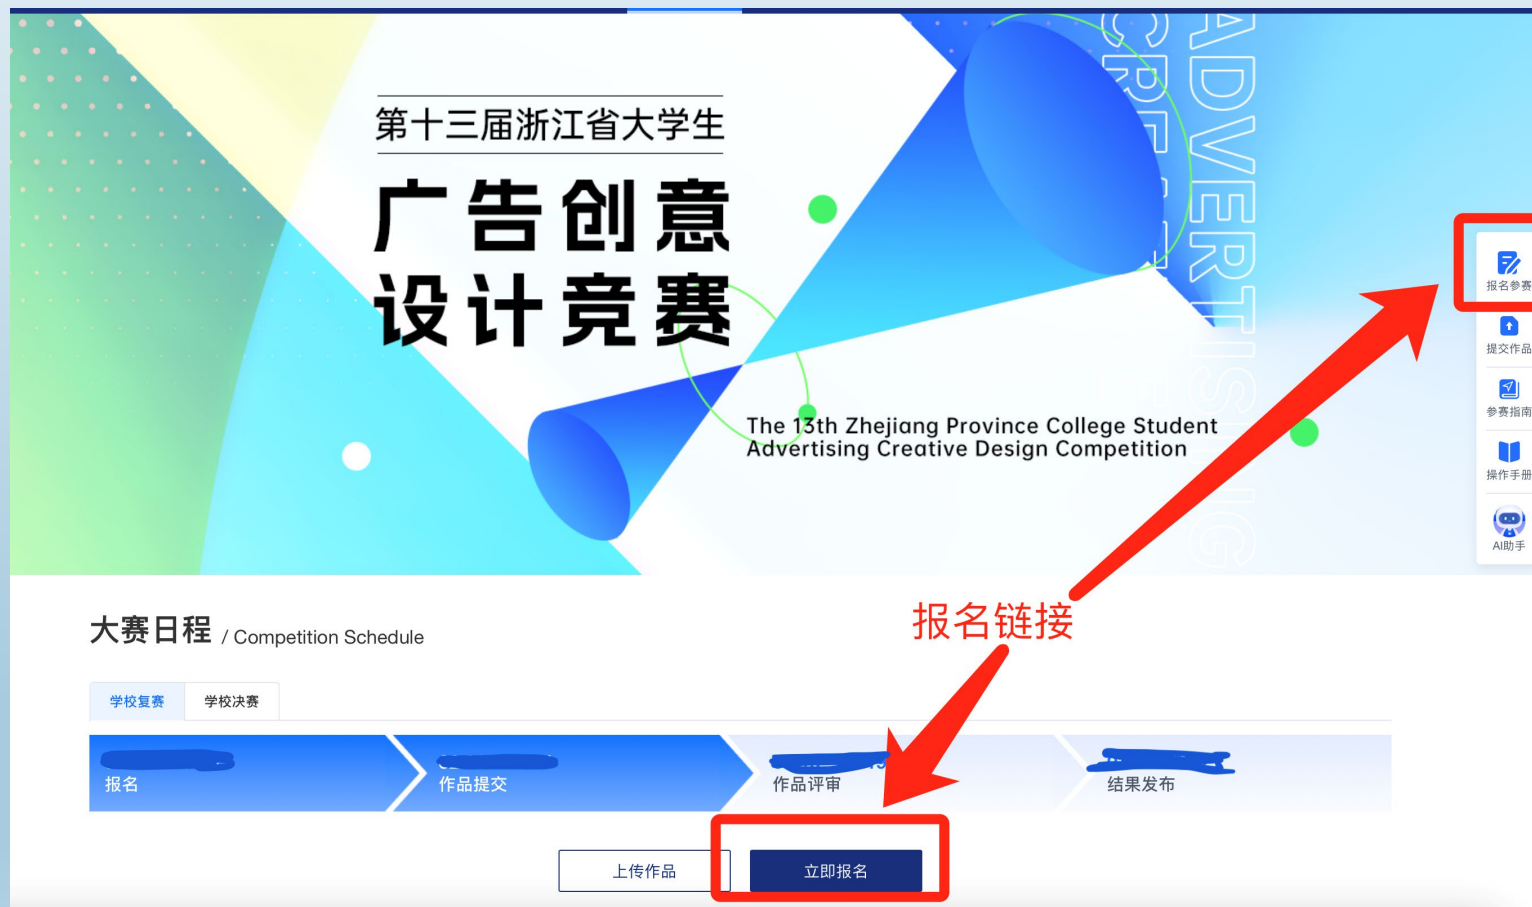 第十三届浙江省大学生
广告创意
设计竞赛
The 13th Zhejiang Province College Student
Advertising Creative Design Competition
ADVERTISING
报名参赛
提交作品
参赛指南
操作手册
AI助手
报名链接
大赛日程 / Competition Schedule
学校复赛 学校决赛
报名 作品提交 作品评审 结果发布
上传作品 立即报名